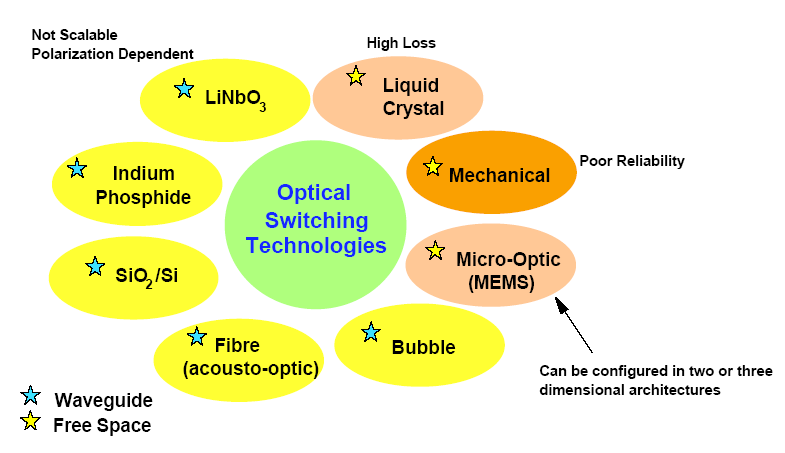 Not Scalable
Polarization Dependent
High Loss
LiNbO3
Liquid
Crystal
Indium
Phosphide
Mechanical
Poor Reliability
Optical
Switching
Technologies
SiO2/Si
Micro-Optic
(MEMS)
Fibre
(acousto-optic)
Bubble
Can be configured in two or three
dimensional architectures
Waveguide
Free Space